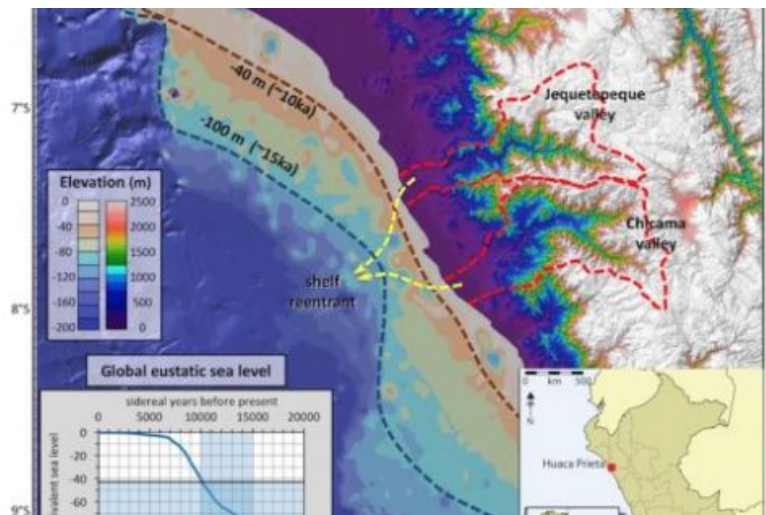 -40 m (~10ka)
Jequetepeque
valley
7°S
-100 m (~15ka)
Elevation (m)
0
-40
-80
-120
-160
-200
2500
2000
1500
1000
500
0
Chicama
valley
shelf
reentrant
8°S
Global eustatic sea level
sidereal years before present
0 5000 10000 15000 20000
0
-20
-40
-60
sea level
0 km 500
N
Huaca Prieta
9°S